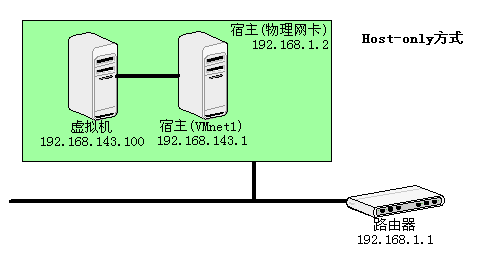 宿主(物理网卡)
192.168.1.2
Host-only方式
虚拟机
192.168.143.100
宿主(VMnet1)
192.168.143.1
路由器
192.168.1.1